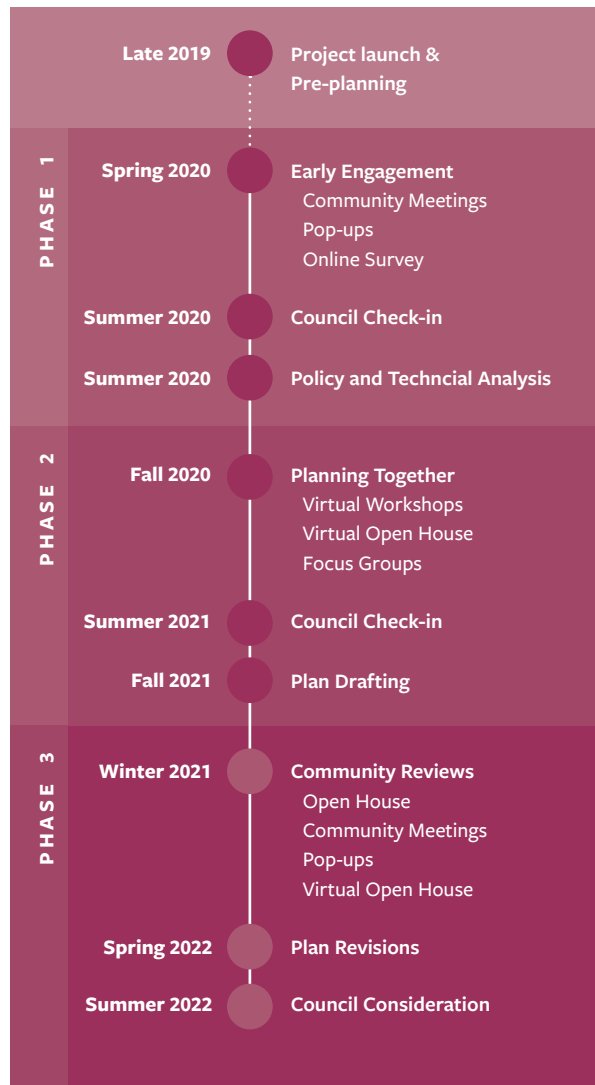 Late 2019 Project launch &
Pre-planning
PHASE 1
Spring 2020 Early Engagement
Community Meetings
Pop-ups
Online Survey
Summer 2020 Council Check-in
Summer 2020 Policy and Techncial Analysis
PHASE 2
Fall 2020 Planning Together
Virtual Workshops
Virtual Open House
Focus Groups
Summer 2021 Council Check-in
Fall 2021 Plan Drafting
PHASE 3
Winter 2021 Community Reviews
Open House
Community Meetings
Pop-ups
Virtual Open House
Spring 2022 Plan Revisions
Summer 2022 Council Consideration